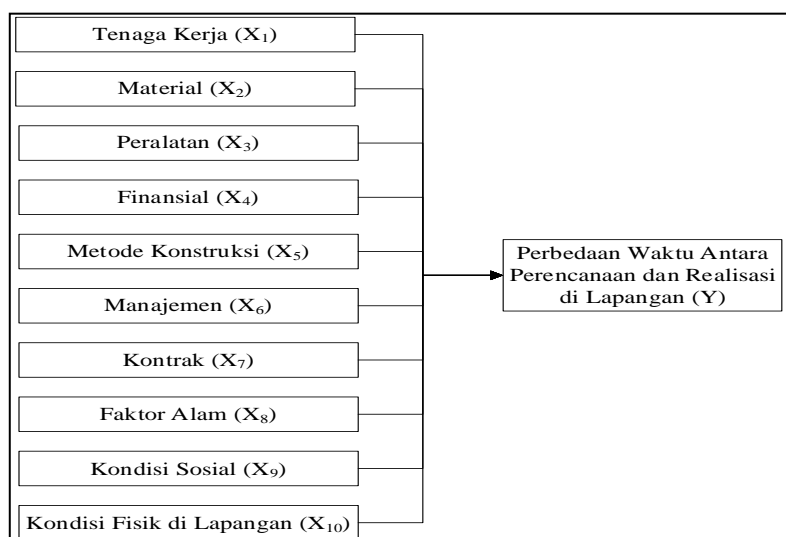 Tenaga Kerja (X₁)
Material (X₂)
Peralatan (X₃)
Finansial (X₄)
Metode Konstruksi (X₅)
Manajemen (X₆)
Kontrak (X₇)
Faktor Alam (X₈)
Kondisi Sosial (X₉)
Kondisi Fisik di Lapangan (X₁₀)
Perbedaan Waktu Antara
Perencanaan dan Realisasi
di Lapangan (Y)